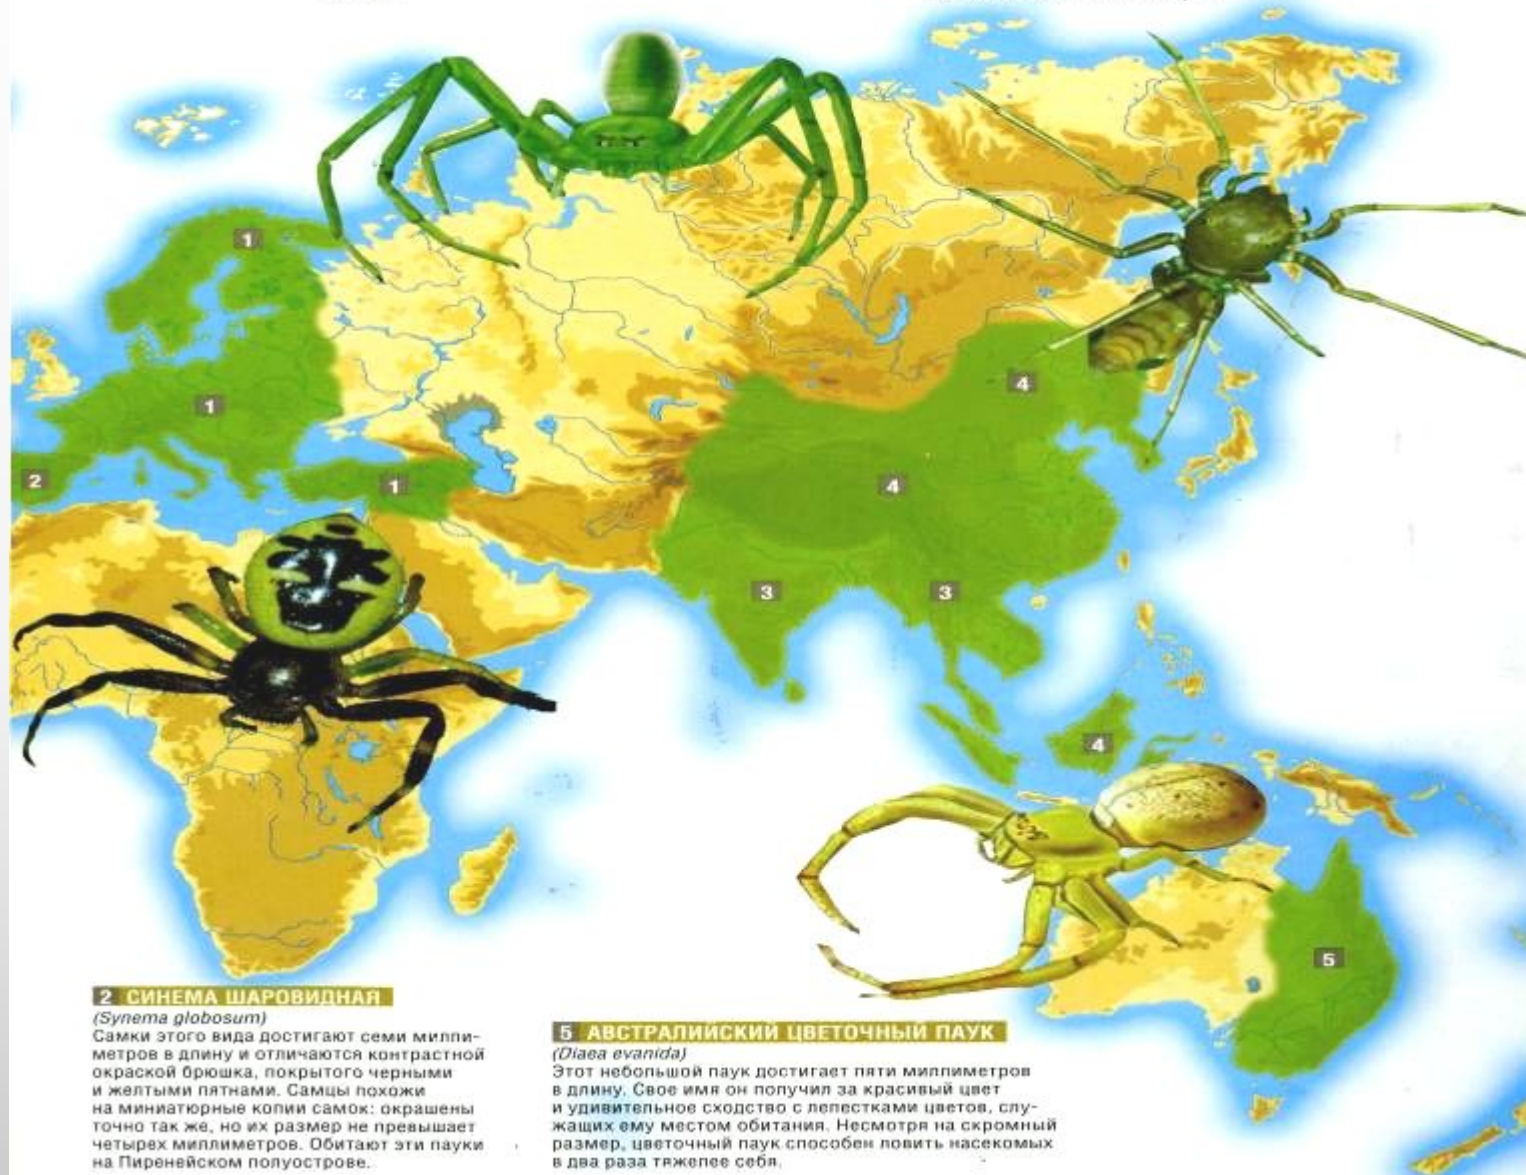 1
1
2
1
4
4
3
3
4
5
2 СИНЕМА ШАРОВИДНАЯ
(Synema globosum)
Самки этого вида достигают семи милли-
метров в длину и отличаются контрастной
окраской брюшка, покрытого черными
и желтыми пятнами. Самцы похожи
на миниатюрные копии самок: окрашены
точно так же, но их размер не превышает
четырех миллиметров. Обитают эти пауки
на Пиренейском полуострове.
5 АВСТРАЛИЙСКИЙ ЦВЕТОЧНЫЙ ПАУК
(Diaea evanida)
Этот небольшой паук достигает пяти миллиметров
в длину. Свое имя он получил за красивый цвет
и удивительное сходство с лепестками цветов, слу-
жащих ему местом обитания. Несмотря на скромный
размер, цветочный паук способен ловить насекомых
в два раза тяжелее себя.